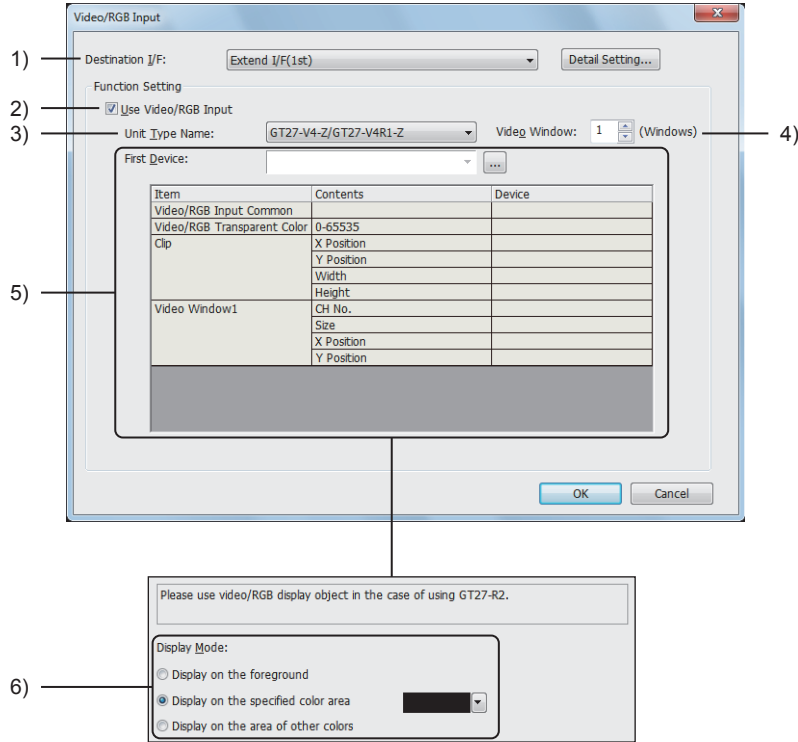 Video/RGB Input
x
1)
Destination I/F:
Extend I/F(1st)
Detail Setting...
Function Setting
2)
Use Video/RGB Input
3)
Unit Type Name:
GT27-V4-Z/GT27-V4R1-Z
Video Window:
1
(Windows)
4)
First Device:
...
Item Contents Device
Video/RGB Input Common
Video/RGB Transparent Color 0-65535
Clip X Position
Y Position
Width
Height
5)
Video Window1 CH No.
Size
X Position
Y Position
OK
Cancel
Please use video/RGB display object in the case of using GT27-R2.
Display Mode:
Display on the foreground
6)
Display on the specified color area
Display on the area of other colors